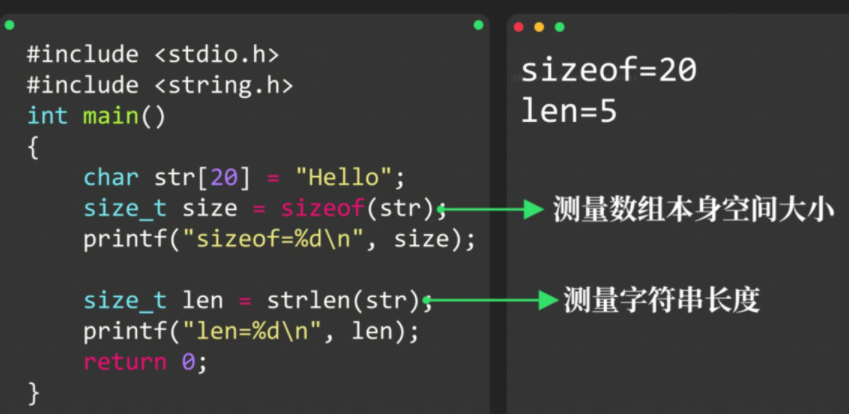 #include <stdio.h>
#include <string.h>
int main()
{
    char str[20] = "Hello";
    size_t size = sizeof(str);
    printf("sizeof=%d\n", size);
    size_t len = strlen(str);
    printf("len=%d\n", len);
    return 0;
}
sizeof=20
len=5
测量数组本身空间大小
测量字符串长度